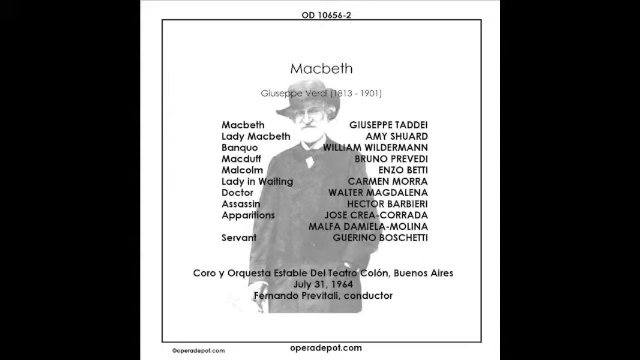 OD 10656-2
Macbeth
Giuseppe Verdi (1813 - 1901)
Macbeth GIUSEPPE TADDEI
Lady Macbeth AMY SHUARD
Banquo WILLIAM WILDERMANN
Macduff BRUNO PREVEDI
Malcolm ENZO BETTI
Lady in Waiting CARMEN MORRA
Doctor WALTER MAGDALENA
Assassin HECTOR BARBIERI
Apparitions JOSE CREA-CORRADA
MALFA DAMIELA-MOLINA
Servant GUERINO BOSCHETTI
Coro y Orquesta Estable Del Teatro Colón, Buenos Aires
July 31, 1964
Fernando Previtali, conductor
©operadepot.com
operadepot.com